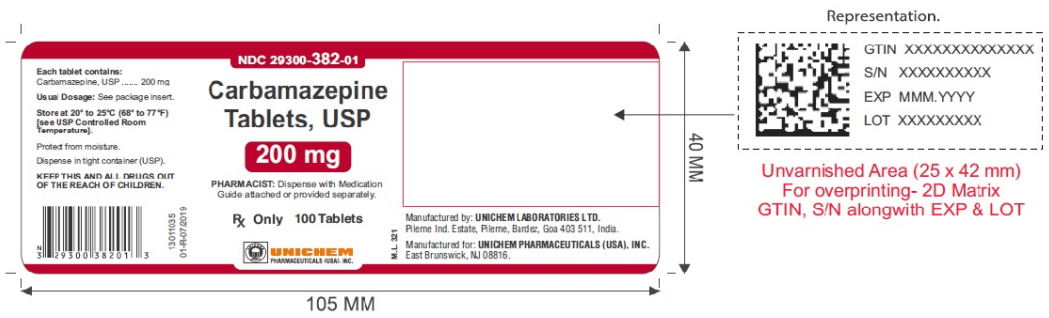 Representation.
NDC 29300-382-01
Each tablet contains:
Carbamazepine, USP ....... 200 mg
Usual Dosage: See package insert.
Store at 20° to 25°C (68° to 77°F)
[see USP Controlled Room
Temperature].
Protect from moisture.
Dispense in tight container (USP).
KEEP THIS AND ALL DRUGS OUT
OF THE REACH OF CHILDREN.
N
3 29300 38201 3
13011035
01-R-07/2019
Carbamazepine
Tablets, USP
200 mg
PHARMACIST: Dispense with Medication
Guide attached or provided separately.
Rx Only 100 Tablets
UNICHEM
PHARMACEUTICALS (USA), INC.
M.L. 321
Manufactured by: UNICHEM LABORATORIES LTD.
Pilerne Ind. Estate, Pilerne, Bardez, Goa 403 511, India.
Manufactured for: UNICHEM PHARMACEUTICALS (USA), INC.
East Brunswick, NJ 08816.
40 MM
105 MM
GTIN XXXXXXXXXXXXXX
S/N XXXXXXXXXX
EXP MMM.YYYY
LOT XXXXXXXXX
Unvarnished Area (25 x 42 mm)
For overprinting- 2D Matrix
GTIN, S/N alongwith EXP & LOT